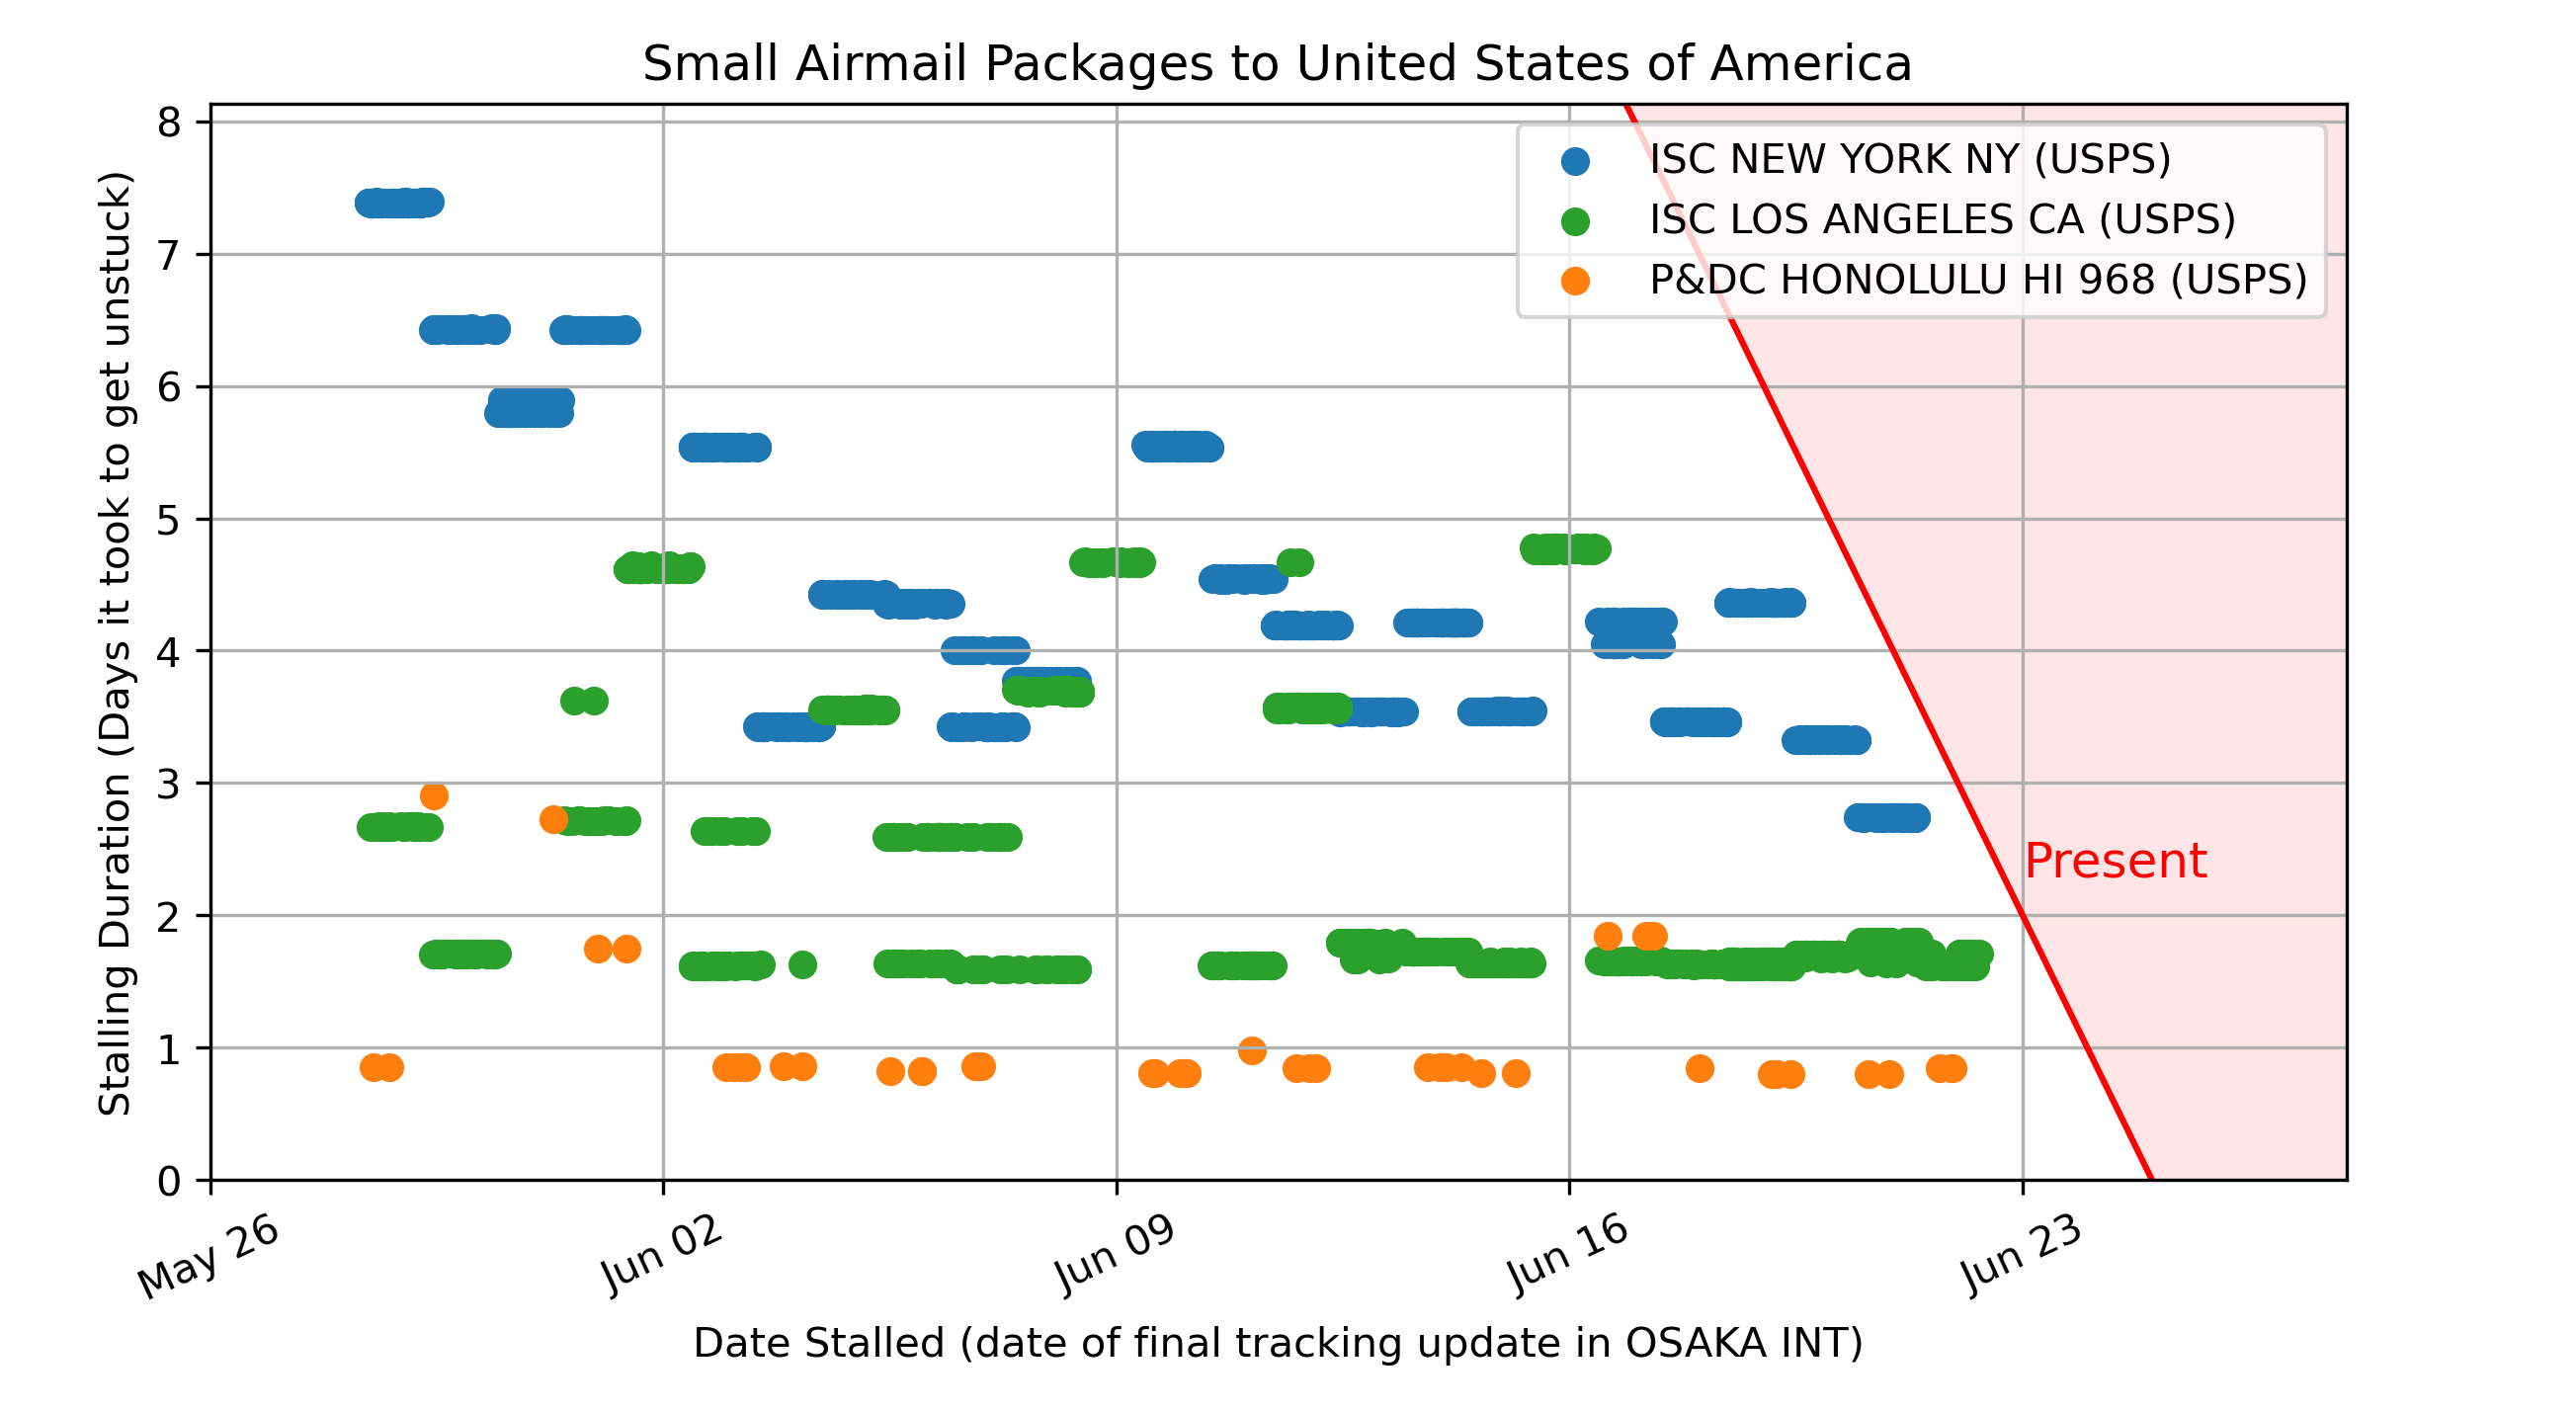 Small Airmail Packages to United States of America
Stalling Duration (Days it took to get unstuck)
8
7
6
5
4
3
2
1
0
ISC NEW YORK NY (USPS)
ISC LOS ANGELES CA (USPS)
P&DC HONOLULU HI 968 (USPS)
Present
May 26
Jun 02
Jun 09
Jun 16
Jun 23
Date Stalled (date of final tracking update in OSAKA INT)